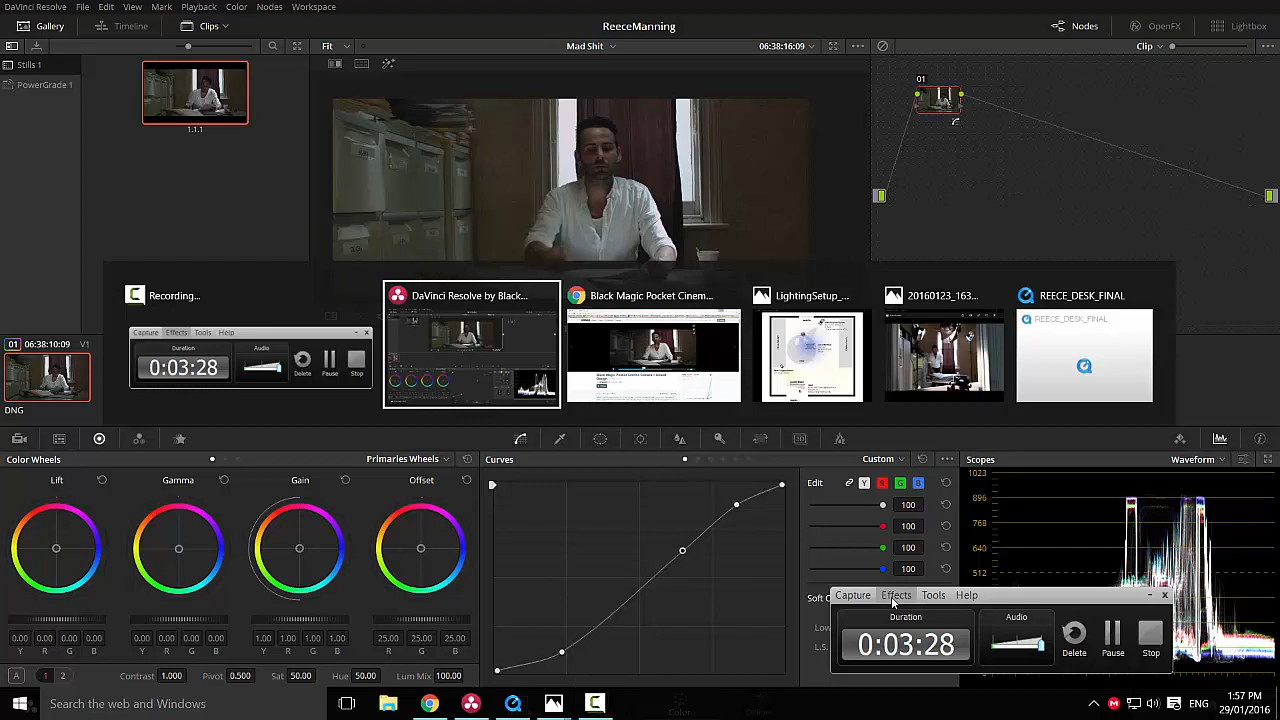 DaVinci Resolve File Edit View Mark Playback Color Nodes Workspace
Gallery Timeline Clips ReeceManning Nodes OpenFX Lightbox
Fit Mad Shit 06:38:16:09 Clip
Stills 1
PowerGrade 1
1.1.1
01
Recording...
DaVinci Resolve by Black...
Black Magic Pocket Cinem...
LightingSetup_...
20160123_163...
REECE_DESK_FINAL
REECE_DESK_FINAL
Capture Effects Tools Help
Duration Audio
0:03:28 Delete Pause Stop
01 06:38:10:09 V1
DNG
Color Wheels Primaries Wheels
Curves Custom
Scopes Waveform
Lift Gamma Gain Offset
0.00 0.00 0.00 0.00
Y R G B
0.00 0.00 0.00 0.00
Y R G B
1.00 1.00 1.00 1.00
Y R G B
25.00 25.00 25.00
R G B
A 1 2 Contrast 1.000 Pivot 0.500 Sat 50.00 Hue 50.00 Lum Mix 100.00
Edit Y R G B
100
100
100
100
Soft C
Low
L.S.
1023
896
768
640
512
Capture Effects Tools Help
Duration Audio
0:03:28 Delete Pause Stop
Color
Search the web and Windows
ENG
1:57 PM
29/01/2016